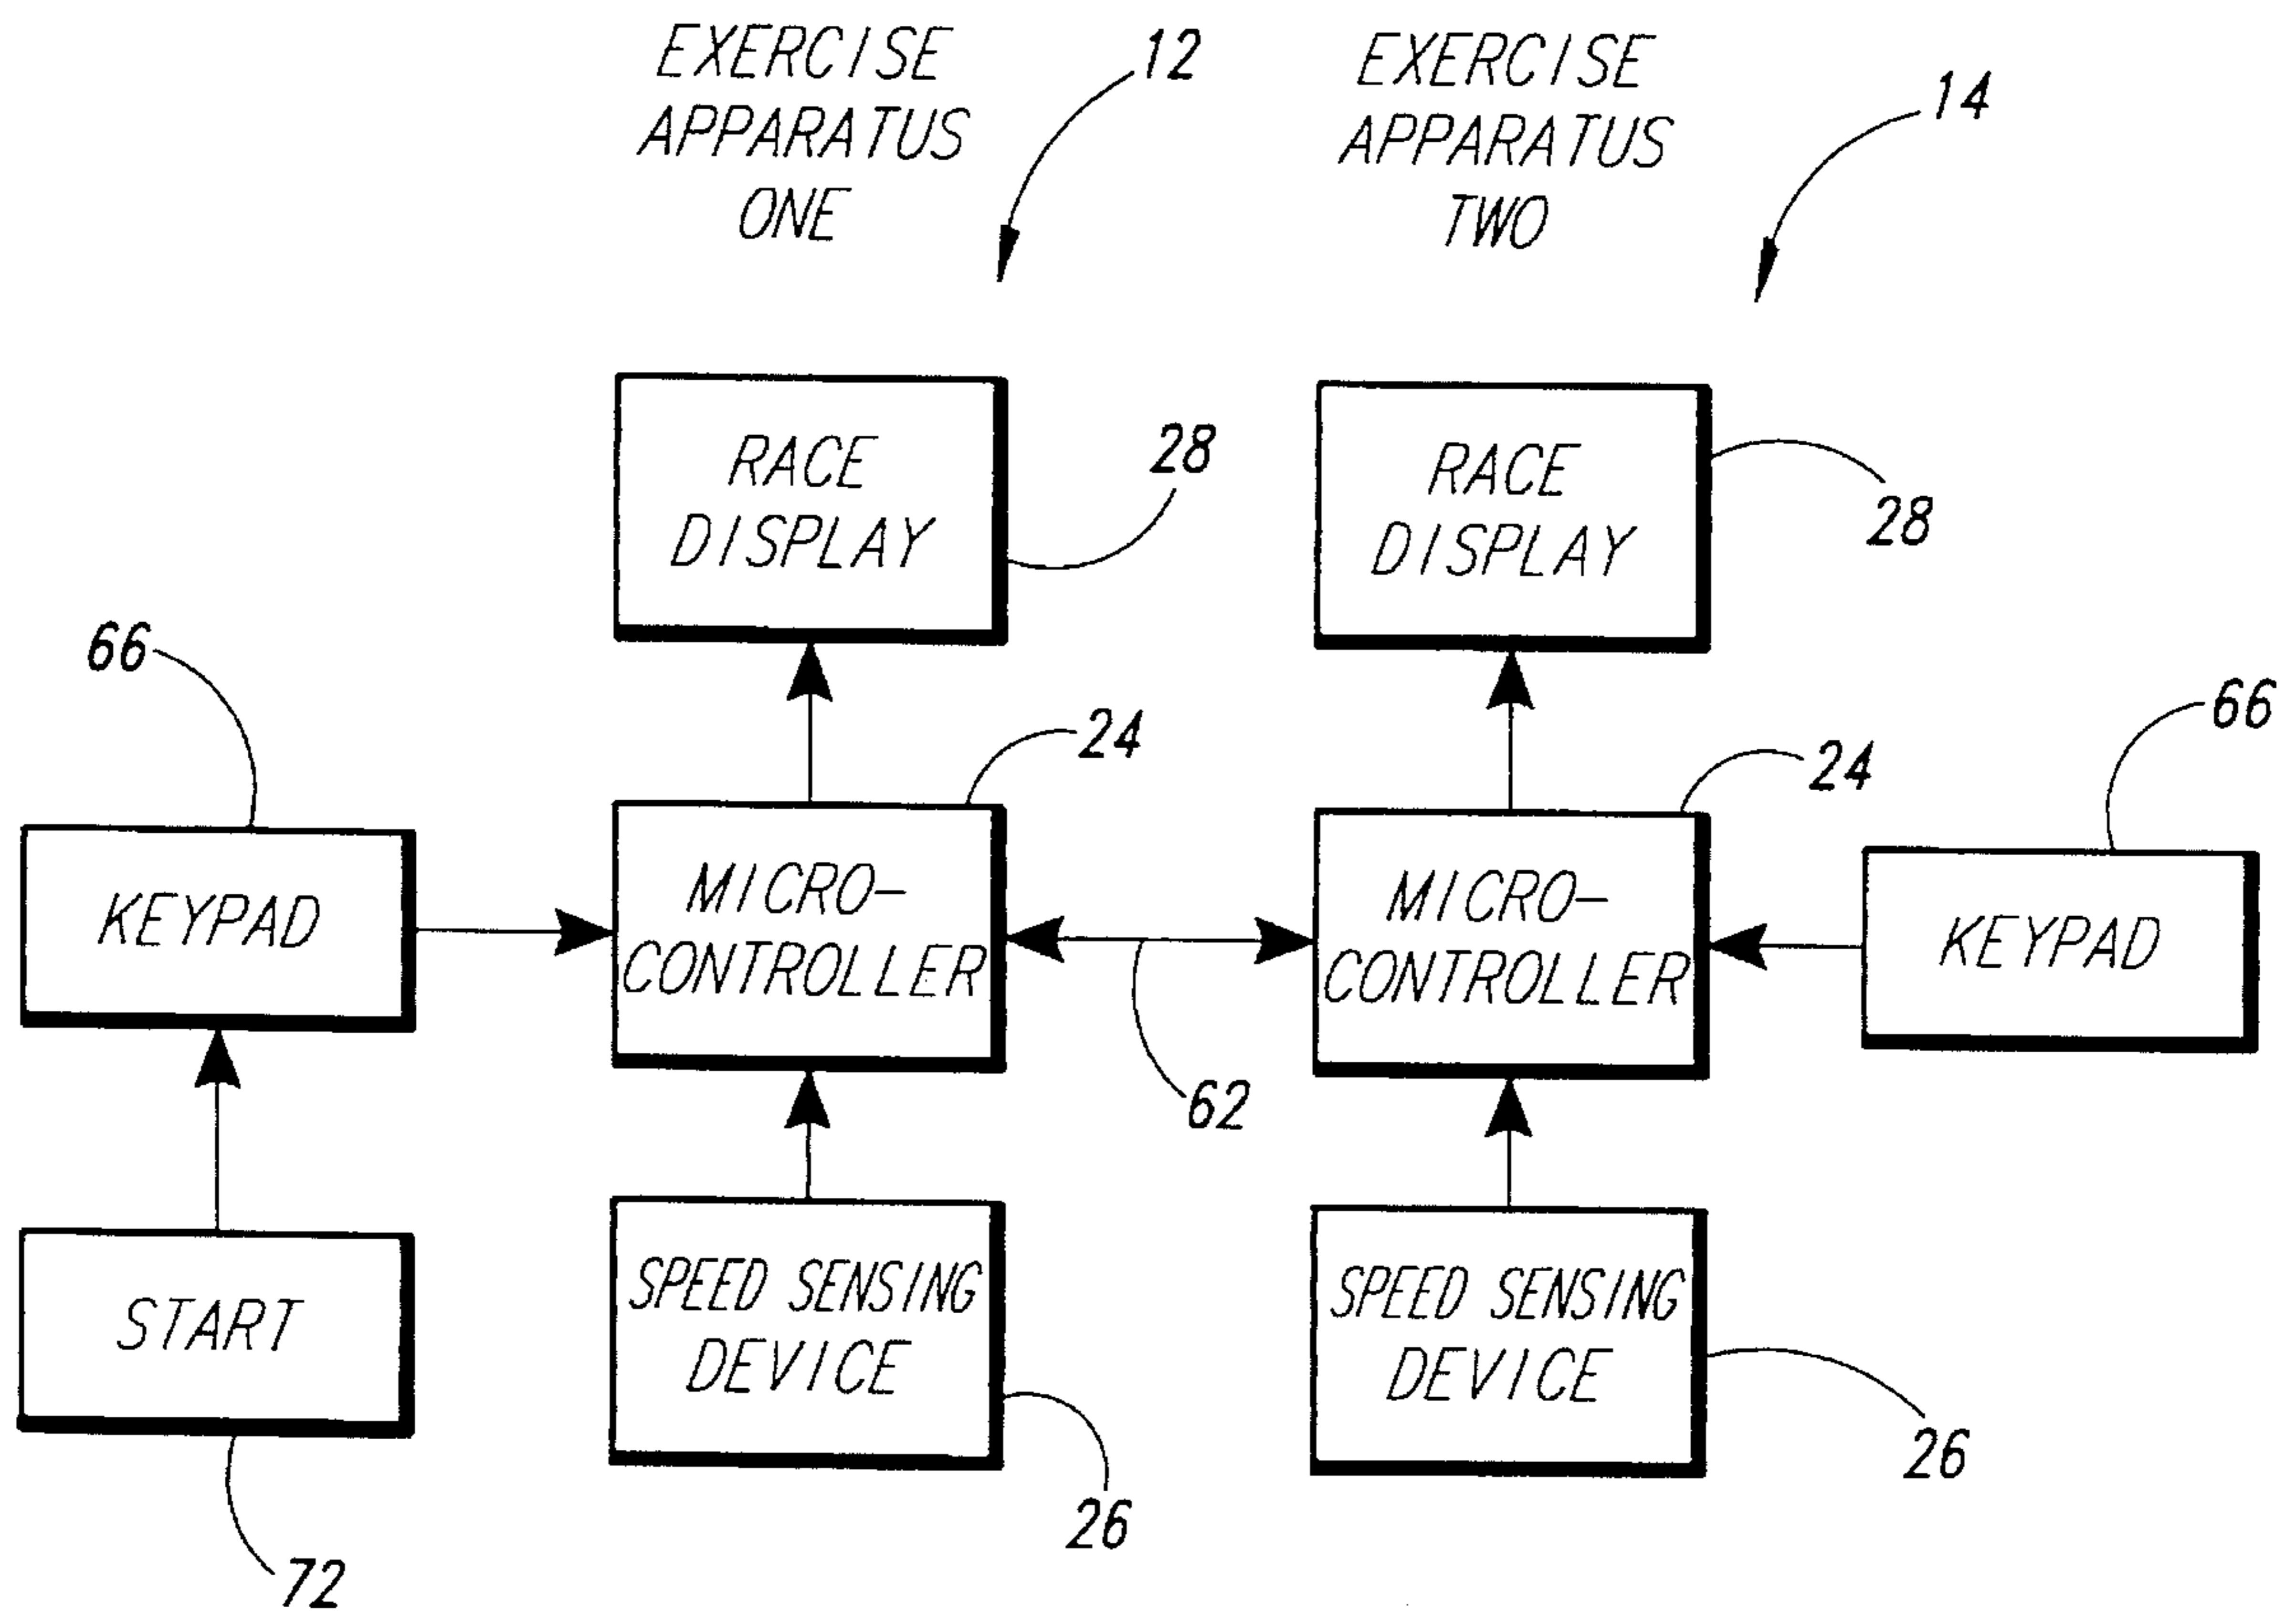 EXERCISE
APPARATUS
ONE
12
EXERCISE
APPARATUS
TWO
14
RACE
DISPLAY
28
RACE
DISPLAY
28
66
KEYPAD
24
MICRO-
CONTROLLER
62
24
MICRO-
CONTROLLER
66
KEYPAD
START
72
SPEED SENSING
DEVICE
26
SPEED SENSING
DEVICE
26